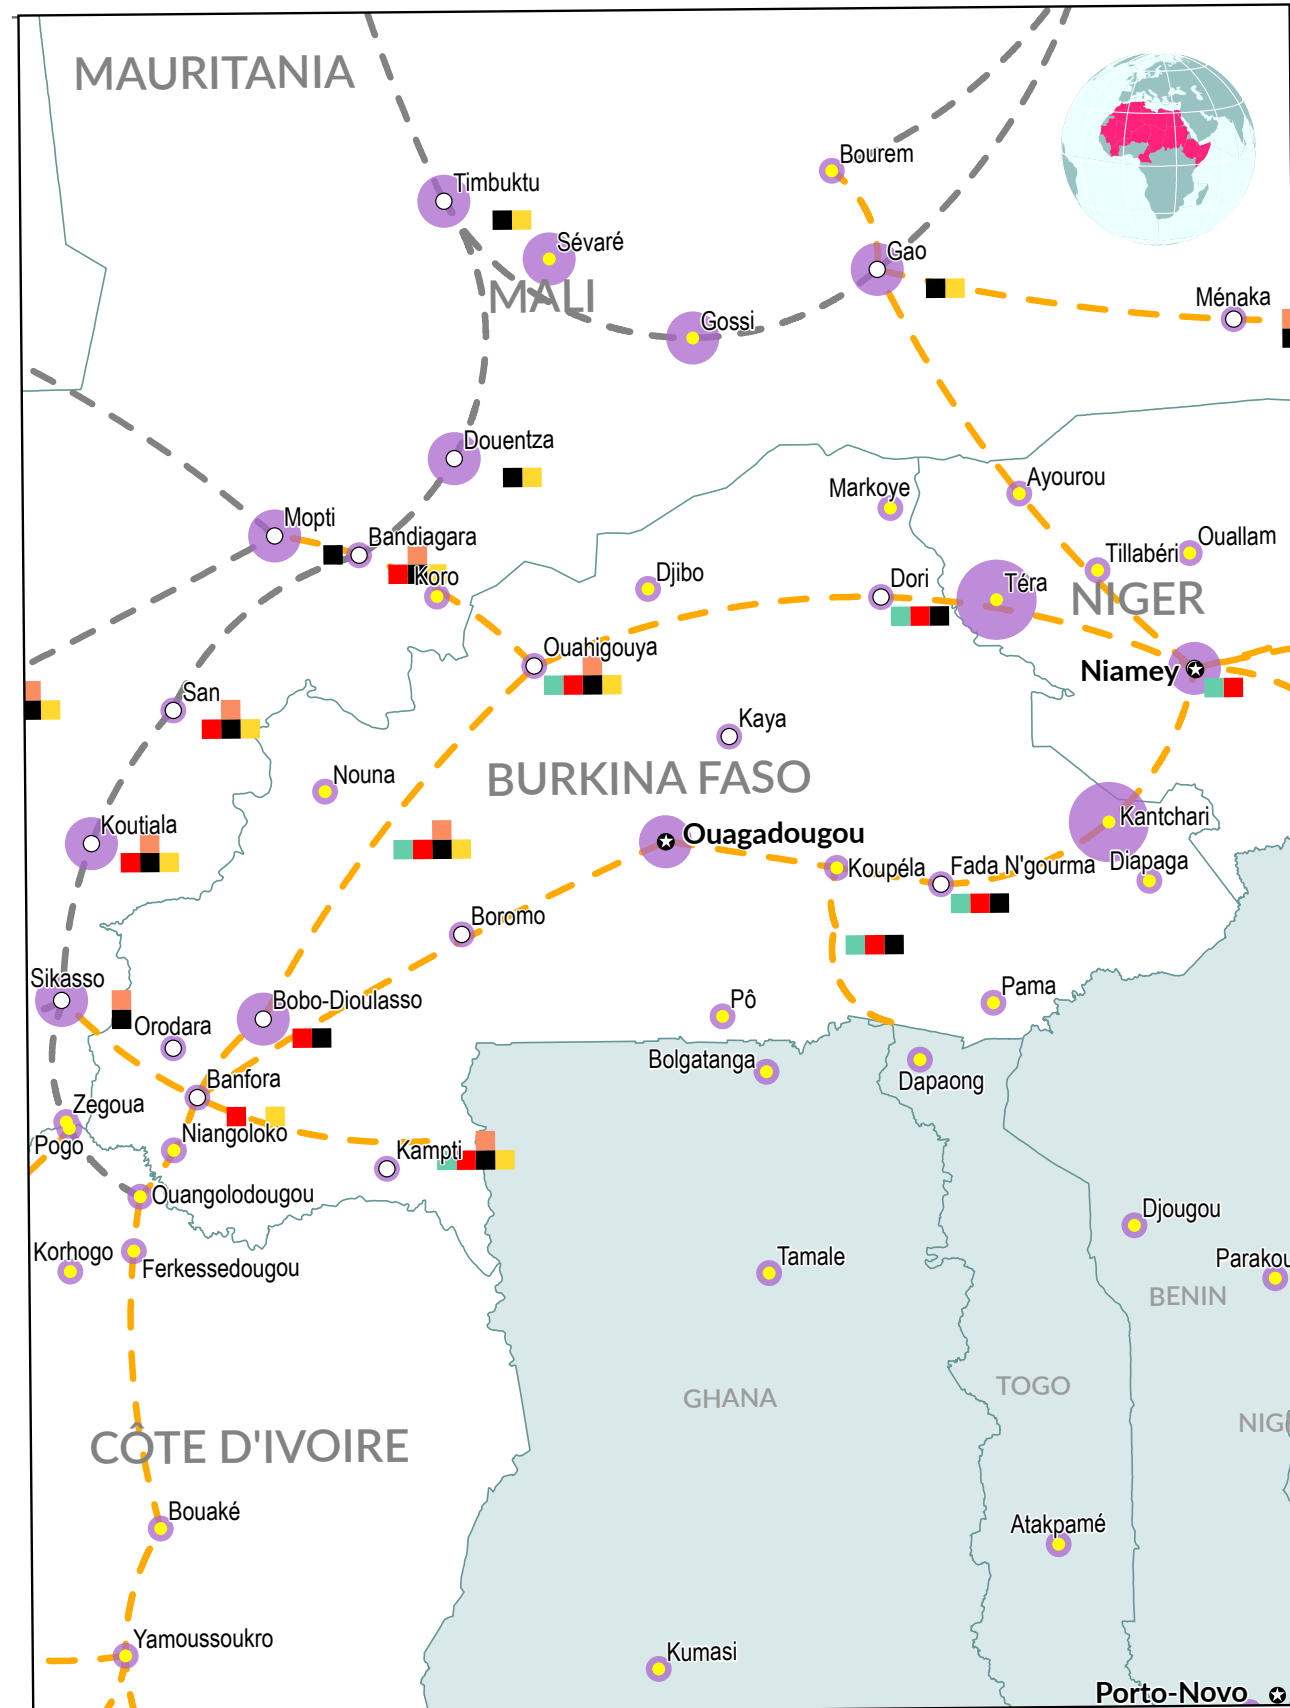 MAURITANIA
Bourem
Timbuktu
Sévaré
Gao
MALI
Ménaka
Gossi
Douentza
Ayourou
Markoye
Mopti
Bandiagara
Ouallam
Tillabéri
Koro
Djibo
Dori
Téra
NIGER
Ouahigouya
Niamey
San
Kaya
Nouna
BURKINA FASO
Koutiala
Ouagadougou
Kantchari
Koupéla
Fada N'gourma
Diapaga
Boromo
Sikasso
Bobo-Dioulasso
Orodara
Pô
Pama
Bolgatanga
Dapaong
Banfora
Zegoua
Pogo
Niangoloko
Kampti
Ouangolodougou
Djougou
Korhogo
Ferkessedougou
Tamale
Parakou
BENIN
GHANA
TOGO
NIG
CÔTE D'IVOIRE
Bouaké
Atakpamé
Yamoussoukro
Kumasi
Porto-Novo